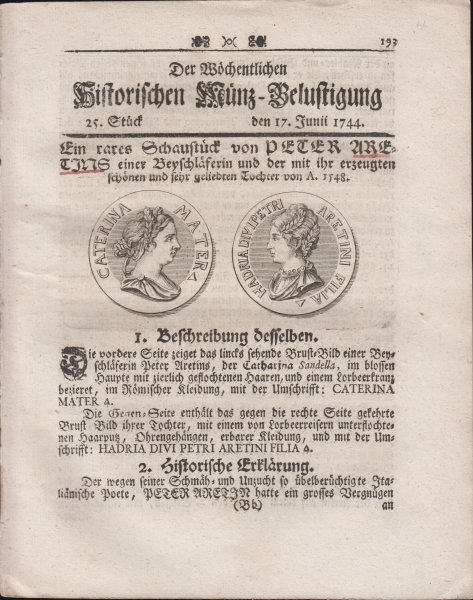 193
Der Wöchentlichen
Historischen Münz-Belustigung
25. Stück den 17. Junii 1744.
Ein rares Schaustück von PETER ARE-
TINS einer Beyschläferin und der mit ihr erzeugten
schönen und sehr geliebten Tochter von A. 1548.
CATERINA MATER
HADRIA DIVI PETRI ARETINI FILIA
1. Beschreibung desselben.
Die vordere Seite zeiget das lincks sehende Brust-Bild einer Bey-
schläferin Peter Aretins, der Catharina Sandella, im blossen
Haupte mit zierlich geflochtenen Haaren, und einem Lorbeerkranz
bezieret, im Römischer Kleidung, mit der Umschrifft: CATERINA
MATER
Die Gegen-Seite enthält das gegen die rechte Seite gekehrte
Brust Bild ihrer Tochter, mit einem von Lorbeerreisern unterflochte-
nen Haarputz, Ohrengehängen, erbarer Kleidung, und mit der Um-
schrifft: HADRIA DIVI PETRI ARETINI FILIA
2. Historische Erklärung.
Der wegen seiner Schmäh- und Unzucht so übelberüchtigte Ita-
liänische Poete, PETER ARETIN hatte ein grosses Vergnügen
(Bb) an